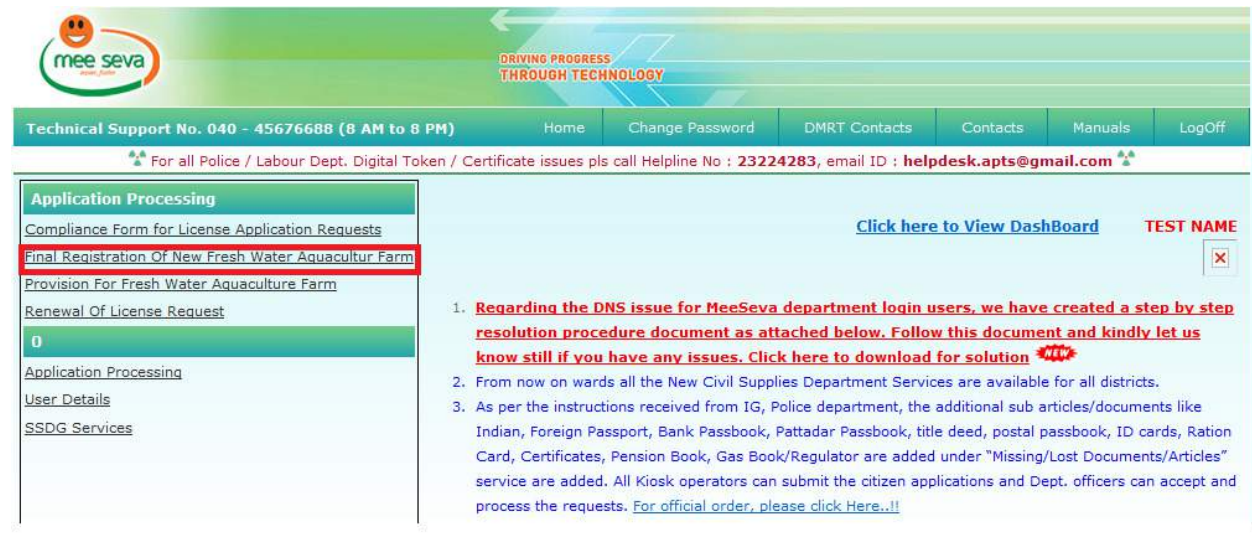 mee seva
DRIVING PROGRESS
THROUGH TECHNOLOGY
Technical Support No. 040 - 45676688 (8 AM to 8 PM) Home Change Password DMRT Contacts Contacts Manuals LogOff
For all Police / Labour Dept. Digital Token / Certificate issues pls call Helpline No : 23224283, email ID : helpdesk.apts@gmail.com
Application Processing
Compliance Form for License Application Requests
Final Registration Of New Fresh Water Aquacultur Farm
Provision For Fresh Water Aquaculture Farm
Renewal Of License Request
0
Application Processing
User Details
SSDG Services
Click here to View DashBoard TEST NAME
1. Regarding the DNS issue for MeeSeva department login users, we have created a step by step
resolution procedure document as attached below. Follow this document and kindly let us
know still if you have any issues. Click here to download for solution NEW
2. From now on wards all the New Civil Supplies Department Services are available for all districts.
3. As per the instructions received from IG, Police department, the additional sub articles/documents like
Indian, Foreign Passport, Bank Passbook, Pattadar Passbook, title deed, postal passbook, ID cards, Ration
Card, Certificates, Pension Book, Gas Book/Regulator are added under “Missing/Lost Documents/Articles”
service are added. All Kiosk operators can submit the citizen applications and Dept. officers can accept and
process the requests. For official order, please click Here..!!